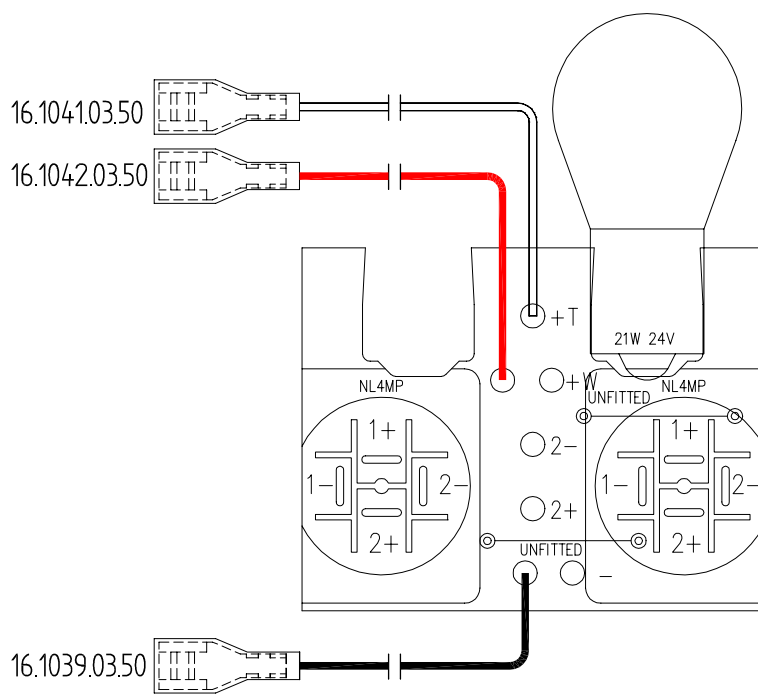 16.1041.03.50
16.1042.03.50
+T
21W 24V
NL4MP
+W
UNFITTED
NL4MP
1+
1-
2-
2+
2-
2+
1+
1-
2-
2+
UNFITTED
-
16.1039.03.50